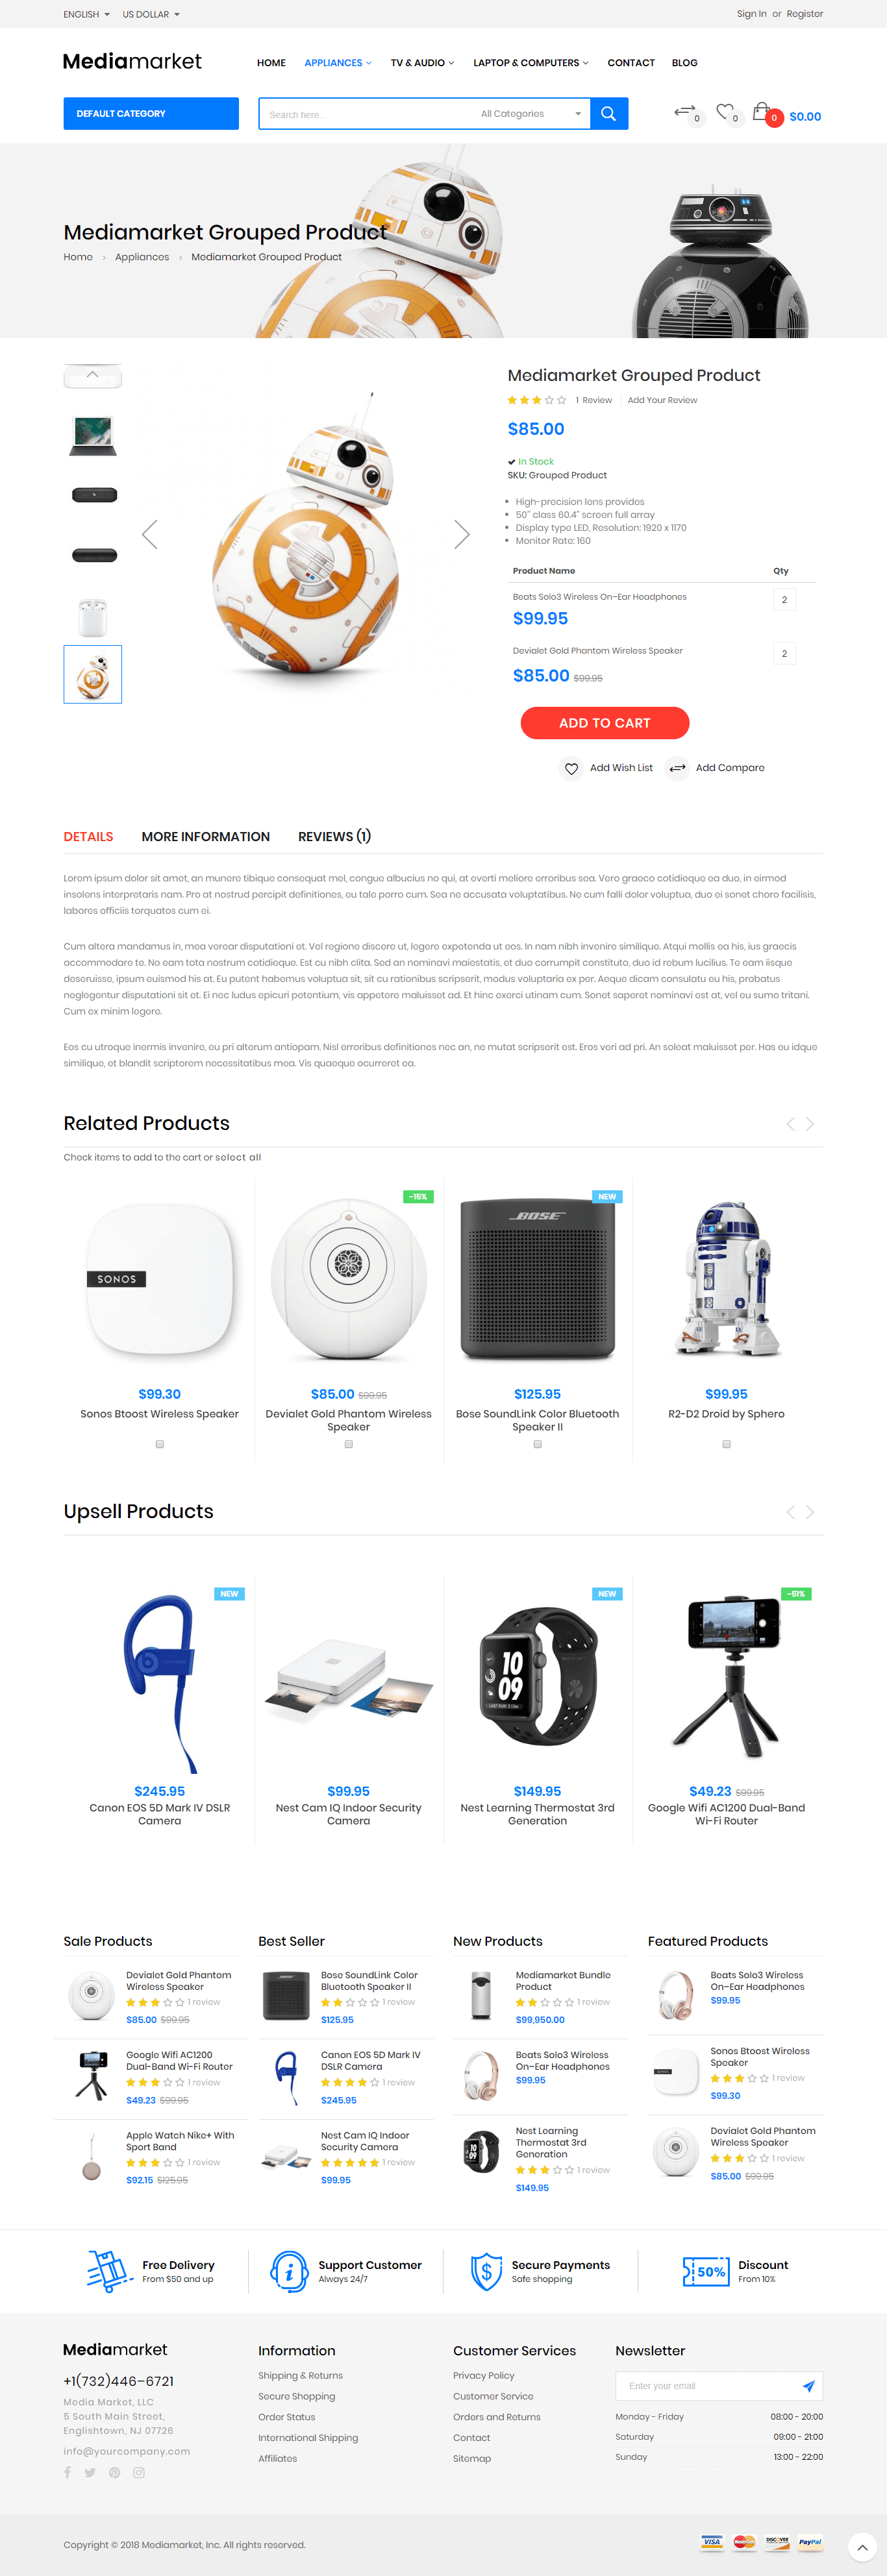 ENGLISH US DOLLAR Sign In or Register
Mediamarket HOME APPLIANCES TV & AUDIO LAPTOP & COMPUTERS CONTACT BLOG
DEFAULT CATEGORY Search here... All Categories 0 0 0 $0.00
Mediamarket Grouped Product
Home > Appliances > Mediamarket Grouped Product
Mediamarket Grouped Product
1 Review Add Your Review
$85.00
In Stock
SKU: Grouped Product
High-precision lens provides
50" class 60.4" screen full array
Display type LED, Resolution: 1920 x 1170
Monitor Rate: 160
Product Name Qty
Beats Solo3 Wireless On-Ear Headphones 2
$99.95
Devialet Gold Phantom Wireless Speaker 2
$85.00 $99.95
ADD TO CART
Add Wish List Add Compare
DETAILS MORE INFORMATION REVIEWS (1)
Lorem ipsum dolor sit amet, an munere tibique consequat mel, congue albucius no qui, at everti meliore erroribus sea. Vero graeco cotidieque ea duo, in eirmod
insolens interpretaris nam. Pro at nostrud percipit definitiones, eu tale porro cum. Sea ne accusata voluptatibus. Ne cum falli dolor voluptua, duo ei sonet choro facilisis,
labores officiis torquatos cum ei.
Cum altera mandamus in, mea verear disputationi et. Vel regione discere ut, legere expetenda ut eos. In nam nibh invenire similique. Atqui mollis ea his, ius graecis
accommodare te. No eam tota nostrum cotidieque. Est cu nibh clita. Sed an nominavi maiestatis, et duo corrumpit constituto, duo id rebum lucilius. Te eam iisque
deseruisse, ipsum euismod his at. Eu putent habemus voluptua sit, sit cu rationibus scripserit, modus voluptaria ex per. Aeque dicam consulatu eu his, probatus
neglegentur disputationi sit et. Ei nec ludus epicuri petentium, vis appetere maluisset ad. Et hinc exerci utinam cum. Sonet saperet nominavi est at, vel eu sumo tritani.
Cum ex minim legere.
Eos cu utroque inermis invenire, eu pri alterum antiopam. Nisl erroribus definitiones nec an, ne mutat scripserit est. Eros veri ad pri. An soleat maluisset per. Has eu idque
similique, et blandit scriptorem necessitatibus mea. Vis quaeque ocurreret ea.
Related Products
Check items to add to the cart or select all
-15% NEW
SONOS BOSE
$99.30 $85.00 $99.95 $125.95 $99.95
Sonos Btoost Wireless Speaker Devialet Gold Phantom Wireless Bose SoundLink Color Bluetooth R2-D2 Droid by Sphero
Speaker Speaker II
Upsell Products
NEW NEW -51%
10
09
$245.95 $99.95 $149.95 $49.23 $99.95
Canon EOS 5D Mark IV DSLR Nest Cam IQ Indoor Security Nest Learning Thermostat 3rd Google Wifi AC1200 Dual-Band
Camera Camera Generation Wi-Fi Router
Sale Products
Devialet Gold Phantom
Wireless Speaker
1 review
$85.00 $99.95
Google Wifi AC1200
Dual-Band Wi-Fi Router
1 review
$49.23 $99.95
Apple Watch Nike+ With
Sport Band
1 review
$92.15 $125.95
Best Seller
Bose SoundLink Color
Bluetooth Speaker II
1 review
$125.95
Canon EOS 5D Mark IV
DSLR Camera
1 review
$245.95
Nest Cam IQ Indoor
Security Camera
1 review
$99.95
New Products
Mediamarket Bundle
Product
1 review
$99,950.00
Beats Solo3 Wireless
On-Ear Headphones
$99.95
Nest Learning
Thermostat 3rd
Generation
1 review
$149.95
Featured Products
Beats Solo3 Wireless
On-Ear Headphones
$99.95
Sonos Btoost Wireless
Speaker
1 review
$99.30
Devialet Gold Phantom
Wireless Speaker
1 review
$85.00 $99.95
Free Delivery
From $50 and up
Support Customer
Always 24/7
Secure Payments
Safe shopping
50%
Discount
From 10%
Mediamarket
+1(732)446-6721
Media Market, LLC
5 South Main Street,
Englishtown, NJ 07726
info@yourcompany.com
Information
Shipping & Returns
Secure Shopping
Order Status
International Shipping
Affiliates
Customer Services
Privacy Policy
Customer Service
Orders and Returns
Contact
Sitemap
Newsletter
Enter your email
Monday - Friday 08:00 - 20:00
Saturday 09:00 - 21:00
Sunday 13:00 - 22:00
Copyright © 2018 Mediamarket, Inc. All rights reserved. VISA MasterCard DISCOVER PayPal